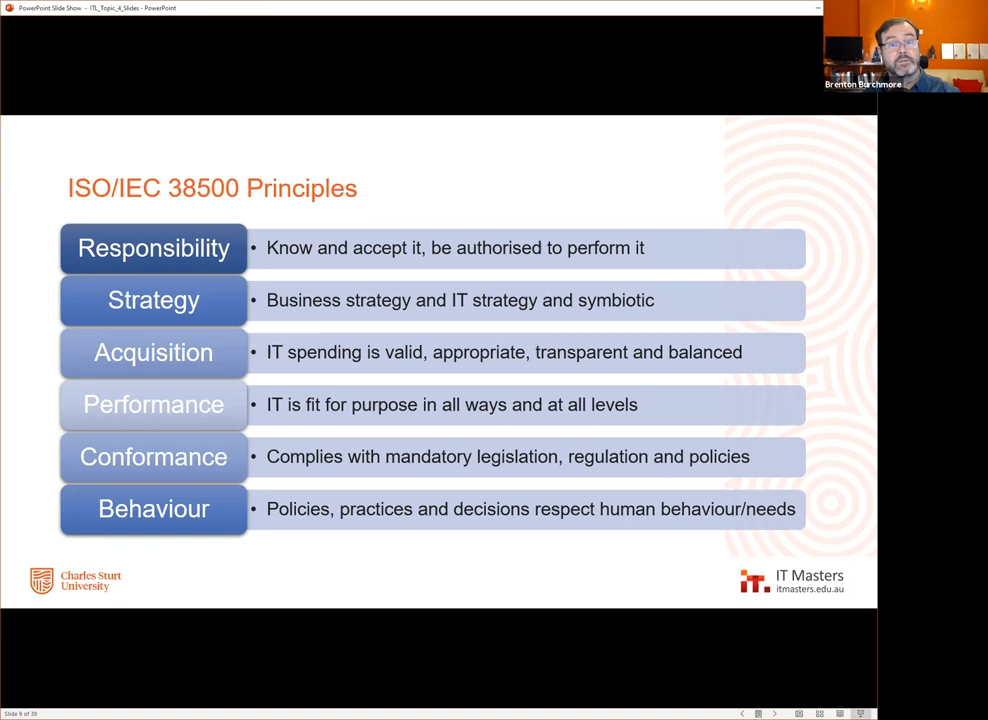 PowerPoint Slide Show - ITL_Topic_4_Slides - PowerPoint
Brenton Burchmore
ISO/IEC 38500 Principles
Responsibility
• Know and accept it, be authorised to perform it
Strategy
• Business strategy and IT strategy and symbiotic
Acquisition
• IT spending is valid, appropriate, transparent and balanced
Performance
• IT is fit for purpose in all ways and at all levels
Conformance
• Complies with mandatory legislation, regulation and policies
Behaviour
• Policies, practices and decisions respect human behaviour/needs
Charles Sturt
University
IT Masters
itmasters.edu.au
Slide 9 of 39